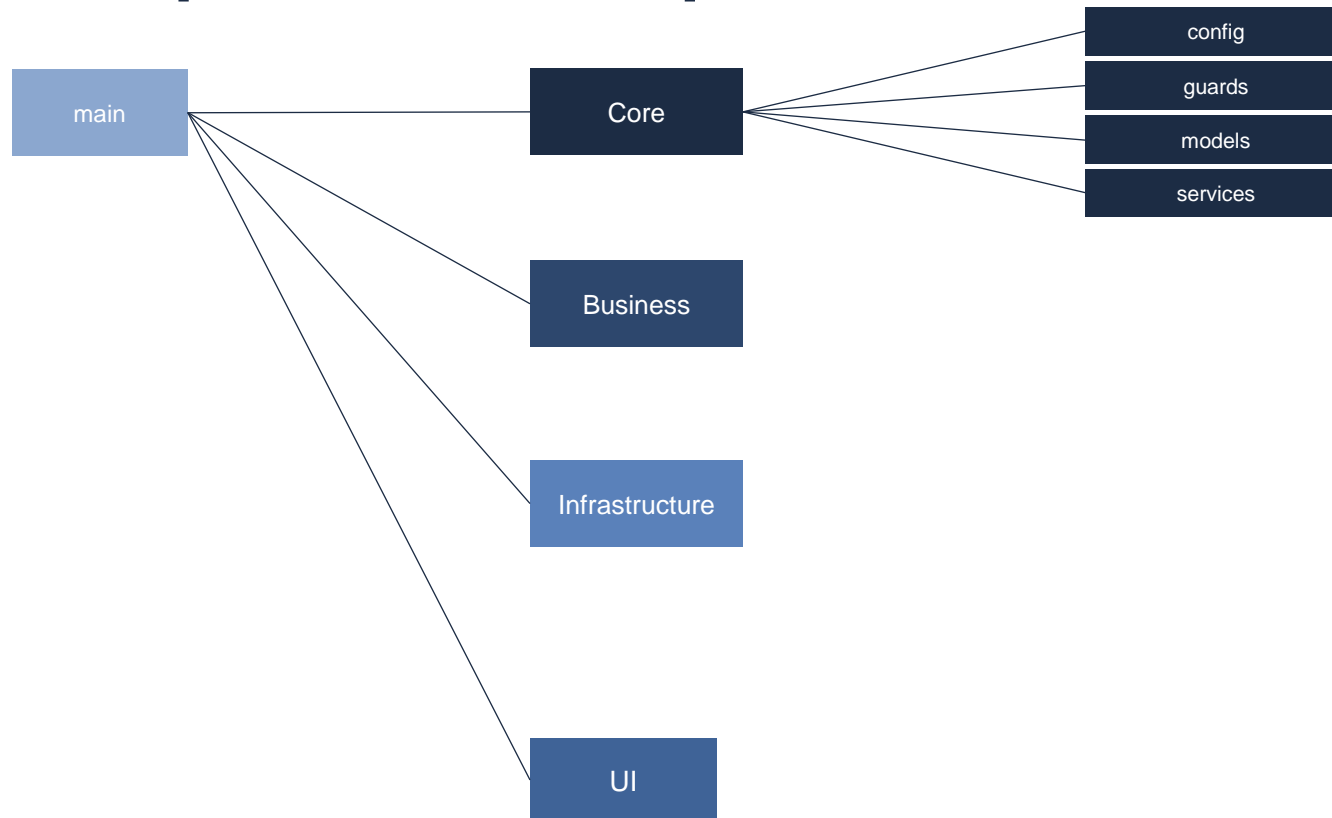 config
guards
main
Core
models
services
Business
Infrastructure
UI